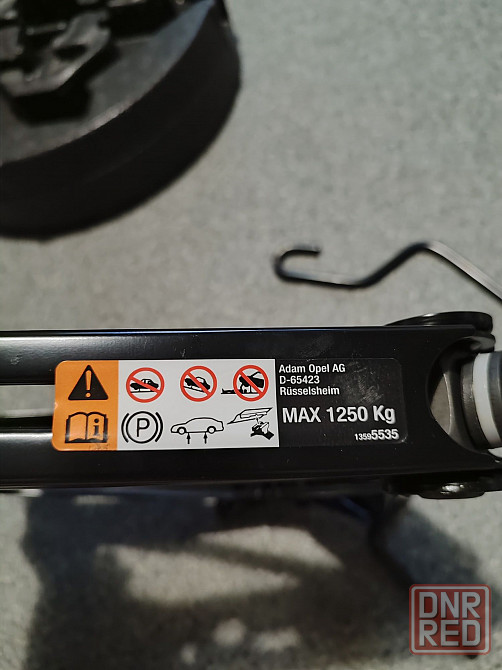 Adam Opel AG
D-65423
Rüsselsheim
MAX 1250 Kg
13595535
P
i
DNR
RED